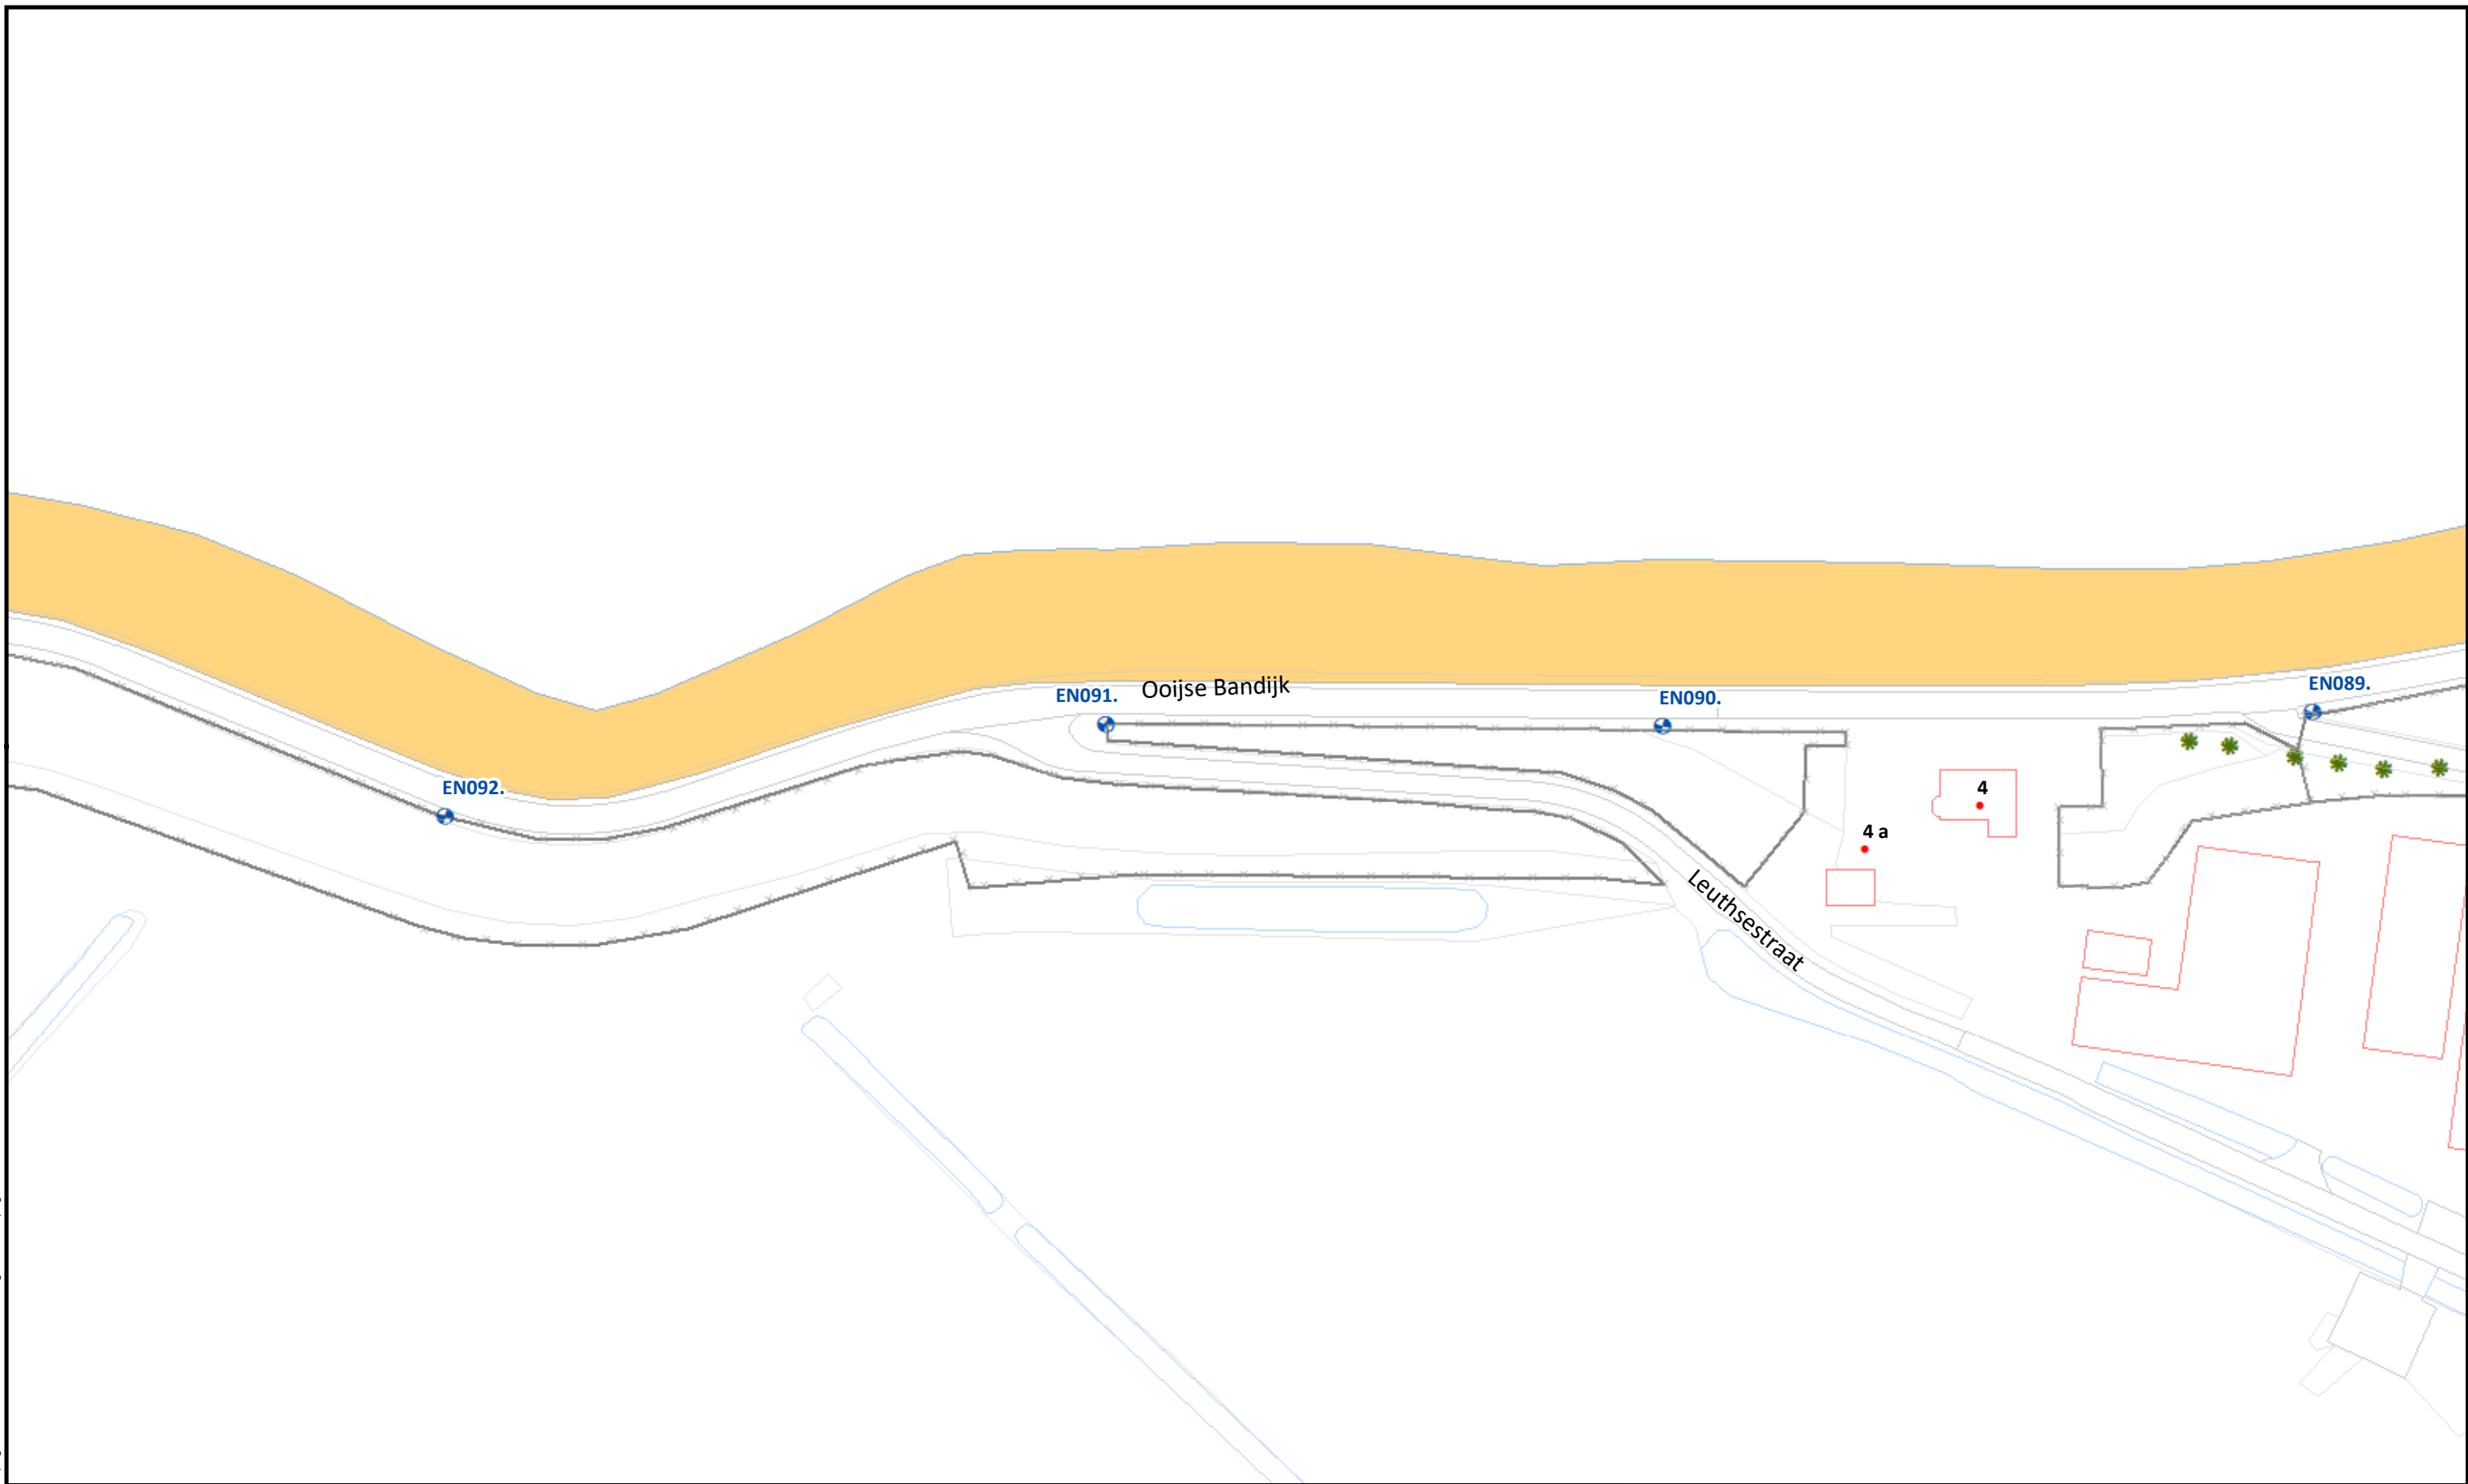 EN089.
Ooijse Bandijk
EN091.
EN090.
EN092.
4
4 a
Leuthsestraat